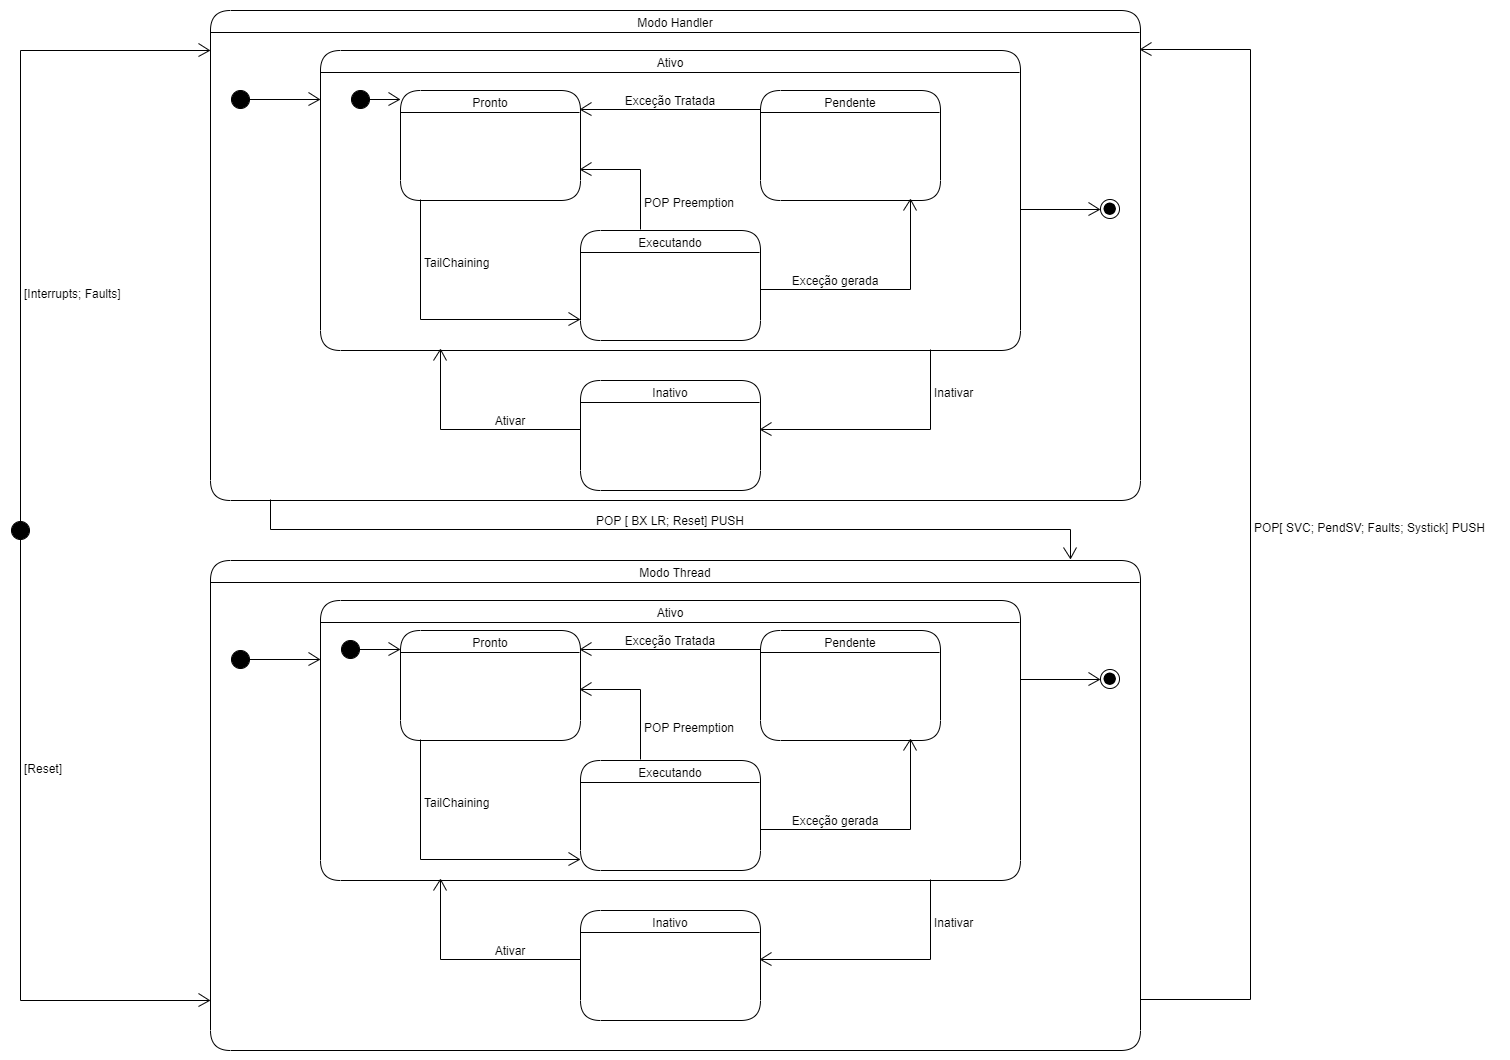 Modo Handler
Ativo
Pronto
Exceção Tratada
Pendente
POP Preemption
Executando
TailChaining
Exceção gerada
[Interrupts; Faults]
Inativo
Inativar
Ativar
POP [ BX LR; Reset] PUSH
POP[ SVC; PendSV; Faults; Systick] PUSH
Modo Thread
Ativo
Pronto
Exceção Tratada
Pendente
POP Preemption
[Reset]
Executando
TailChaining
Exceção gerada
Inativo
Inativar
Ativar